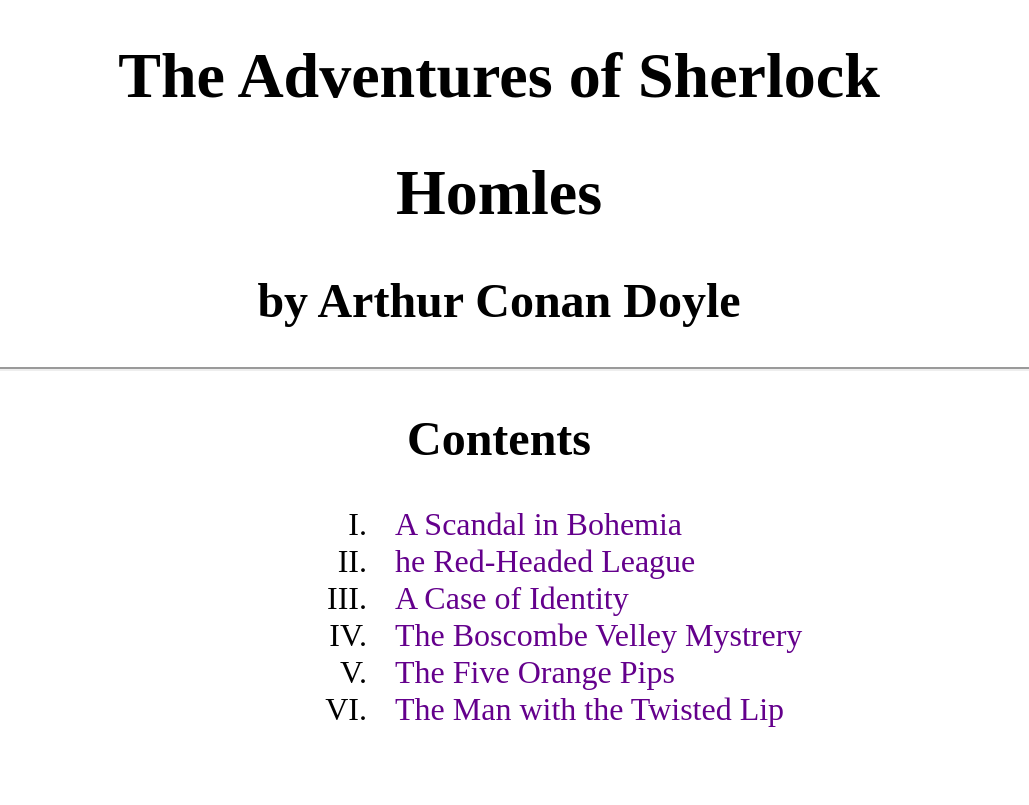 The Adventures of Sherlock
Homles
by Arthur Conan Doyle
Contents
I. A Scandal in Bohemia
II. he Red-Headed League
III. A Case of Identity
IV. The Boscombe Velley Mystrery
V. The Five Orange Pips
VI. The Man with the Twisted Lip